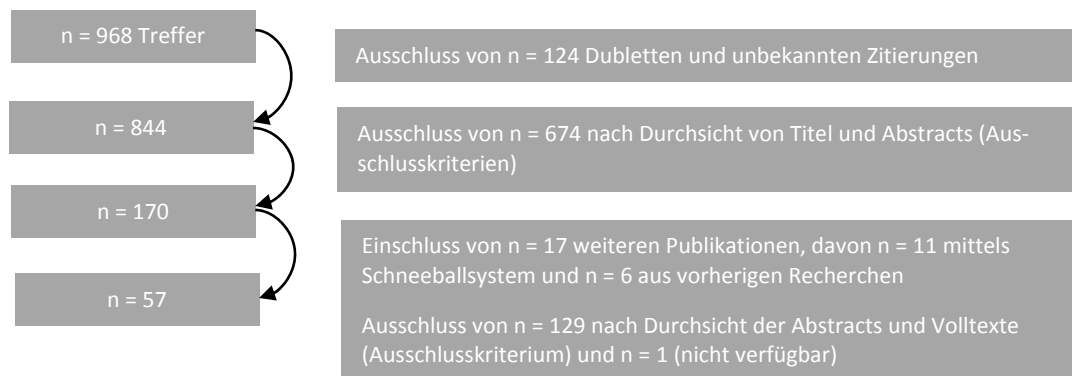 n = 968 Treffer
Ausschluss von n = 124 Dubletten und unbekannten Zitierungen
n = 844
Ausschluss von n = 674 nach Durchsicht von Titel und Abstracts (Aus-
schlusskriterien)
n = 170
Einschluss von n = 17 weiteren Publikationen, davon n = 11 mittels
Schneeballsystem und n = 6 aus vorherigen Recherchen
n = 57
Ausschluss von n = 129 nach Durchsicht der Abstracts und Volltexte
(Ausschlusskriterium) und n = 1 (nicht verfügbar)